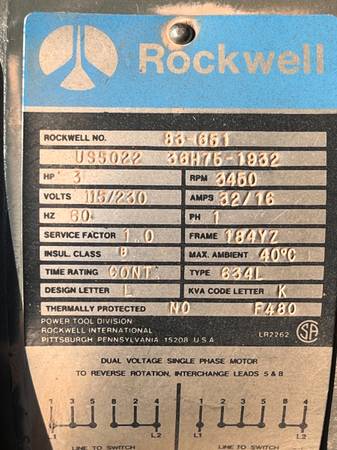 Rockwell
ROCKWELL NO. 83-651
US5022 36H75-1932
HP 3 RPM 3450
VOLTS 115/230 AMPS 32/16
HZ 60 PH 1
SERVICE FACTOR 1.0 FRAME 184YZ
INSUL. CLASS B MAX. AMBIENT 40°C
TIME RATING CONT TYPE 634L
DESIGN LETTER L KVA CODE LETTER K
THERMALLY PROTECTED NO F480
POWER TOOL DIVISION
ROCKWELL INTERNATIONAL
PITTSBURGH PENNSYLVANIA 15208 U.S.A. LR2262 SA
DUAL VOLTAGE SINGLE PHASE MOTOR
TO REVERSE ROTATION, INTERCHANGE LEADS 5 & 8
1 3 5 2 8 4 1 3 2 5 8 4
L1 L2 L1 L2
LINE TO SWITCH LINE TO SWITCH